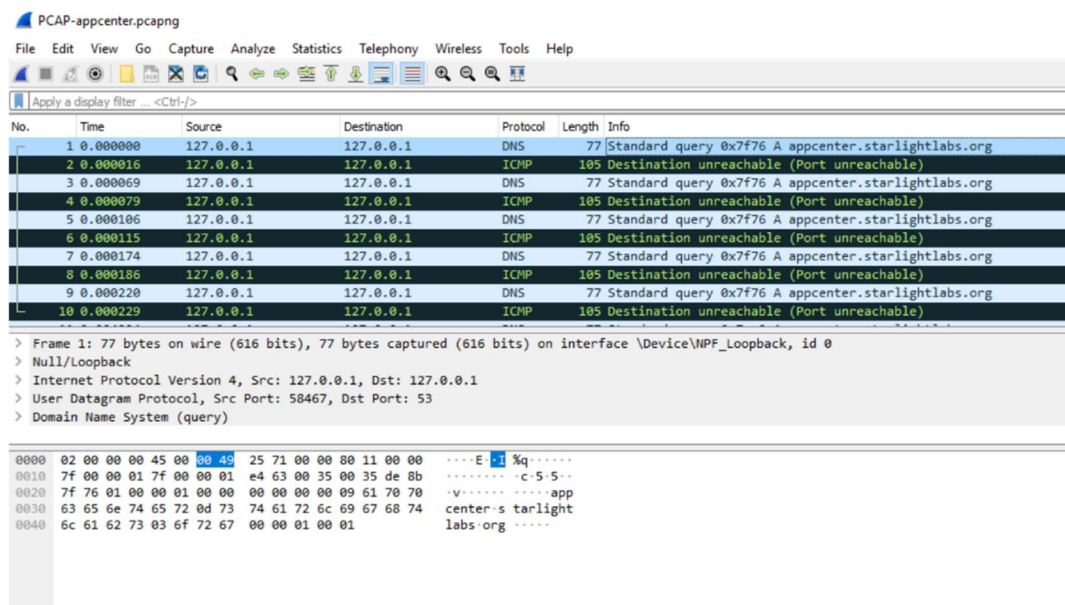 PCAP-appcenter.pcapng
File Edit View Go Capture Analyze Statistics Telephony Wireless Tools Help
Apply a display filter ... <Ctrl-/>
No. Time Source Destination Protocol Length Info
1 0.000000 127.0.0.1 127.0.0.1 DNS 77 Standard query 0x7f76 A appcenter.starlightlabs.org
2 0.000016 127.0.0.1 127.0.0.1 ICMP 105 Destination unreachable (Port unreachable)
3 0.000069 127.0.0.1 127.0.0.1 DNS 77 Standard query 0x7f76 A appcenter.starlightlabs.org
4 0.000079 127.0.0.1 127.0.0.1 ICMP 105 Destination unreachable (Port unreachable)
5 0.000106 127.0.0.1 127.0.0.1 DNS 77 Standard query 0x7f76 A appcenter.starlightlabs.org
6 0.000115 127.0.0.1 127.0.0.1 ICMP 105 Destination unreachable (Port unreachable)
7 0.000174 127.0.0.1 127.0.0.1 DNS 77 Standard query 0x7f76 A appcenter.starlightlabs.org
8 0.000186 127.0.0.1 127.0.0.1 ICMP 105 Destination unreachable (Port unreachable)
9 0.000220 127.0.0.1 127.0.0.1 DNS 77 Standard query 0x7f76 A appcenter.starlightlabs.org
10 0.000229 127.0.0.1 127.0.0.1 ICMP 105 Destination unreachable (Port unreachable)
> Frame 1: 77 bytes on wire (616 bits), 77 bytes captured (616 bits) on interface \Device\NPF_Loopback, id 0
> Null/Loopback
> Internet Protocol Version 4, Src: 127.0.0.1, Dst: 127.0.0.1
> User Datagram Protocol, Src Port: 58467, Dst Port: 53
> Domain Name System (query)
0000 02 00 00 00 45 00 00 49 25 71 00 00 80 11 00 00 ····E··I %q······
0010 7f 00 00 01 7f 00 00 01 e4 63 00 35 00 35 de 8b ········ ·c·5·5··
0020 7f 76 01 00 00 01 00 00 00 00 00 00 09 61 70 70 ·v······ ·····app
0030 63 65 6e 74 65 72 0d 73 74 61 72 6c 69 67 68 74 center·s tarlight
0040 6c 61 62 73 03 6f 72 67 00 00 01 00 01 labs·org ·····